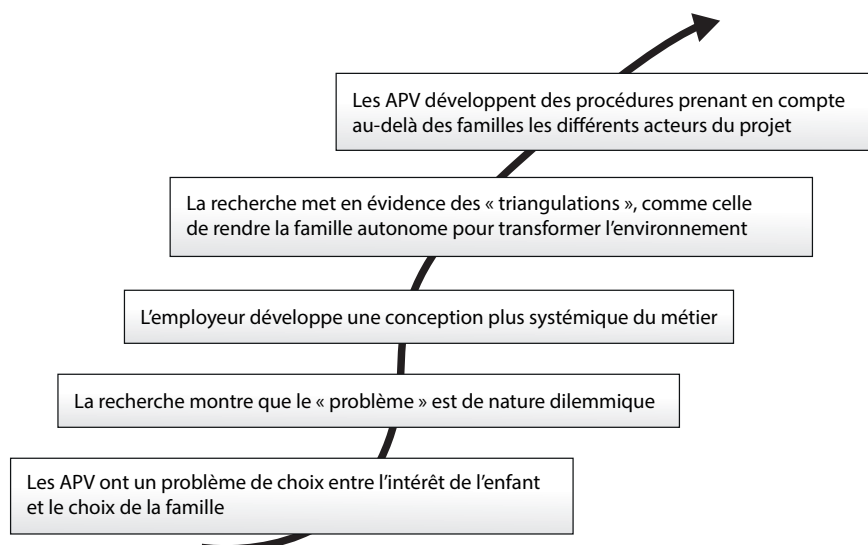 Les APV développent des procédures prenant en compte
au-delà des familles les différents acteurs du projet
La recherche met en évidence des « triangulations », comme celle
de rendre la famille autonome pour transformer l’environnement
L’employeur développe une conception plus systémique du métier
La recherche montre que le « problème » est de nature dilemmique
Les APV ont un problème de choix entre l’intérêt de l’enfant
et le choix de la famille